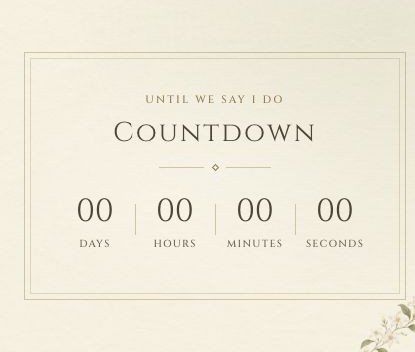 UNTIL WE SAY I DO
COUNTDOWN
00 00 00 00
DAYS HOURS MINUTES SECONDS